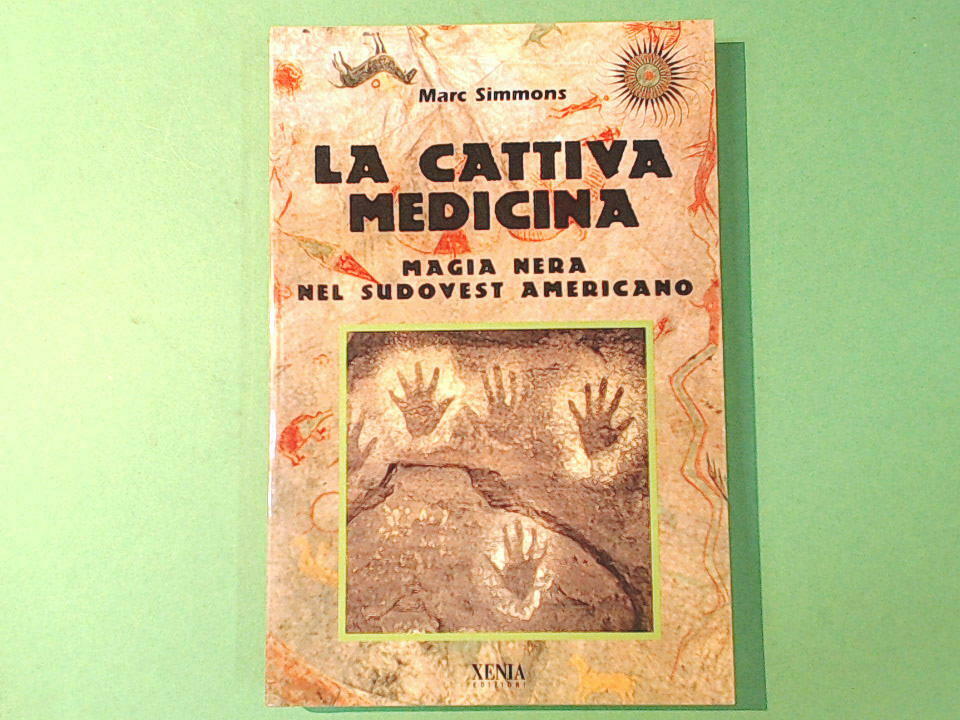 Marc Simmons
LA CATTIVA
MEDICINA
MAGIA NERA
NEL SUDOVEST AMERICANO
XENIA
EDIZIONI